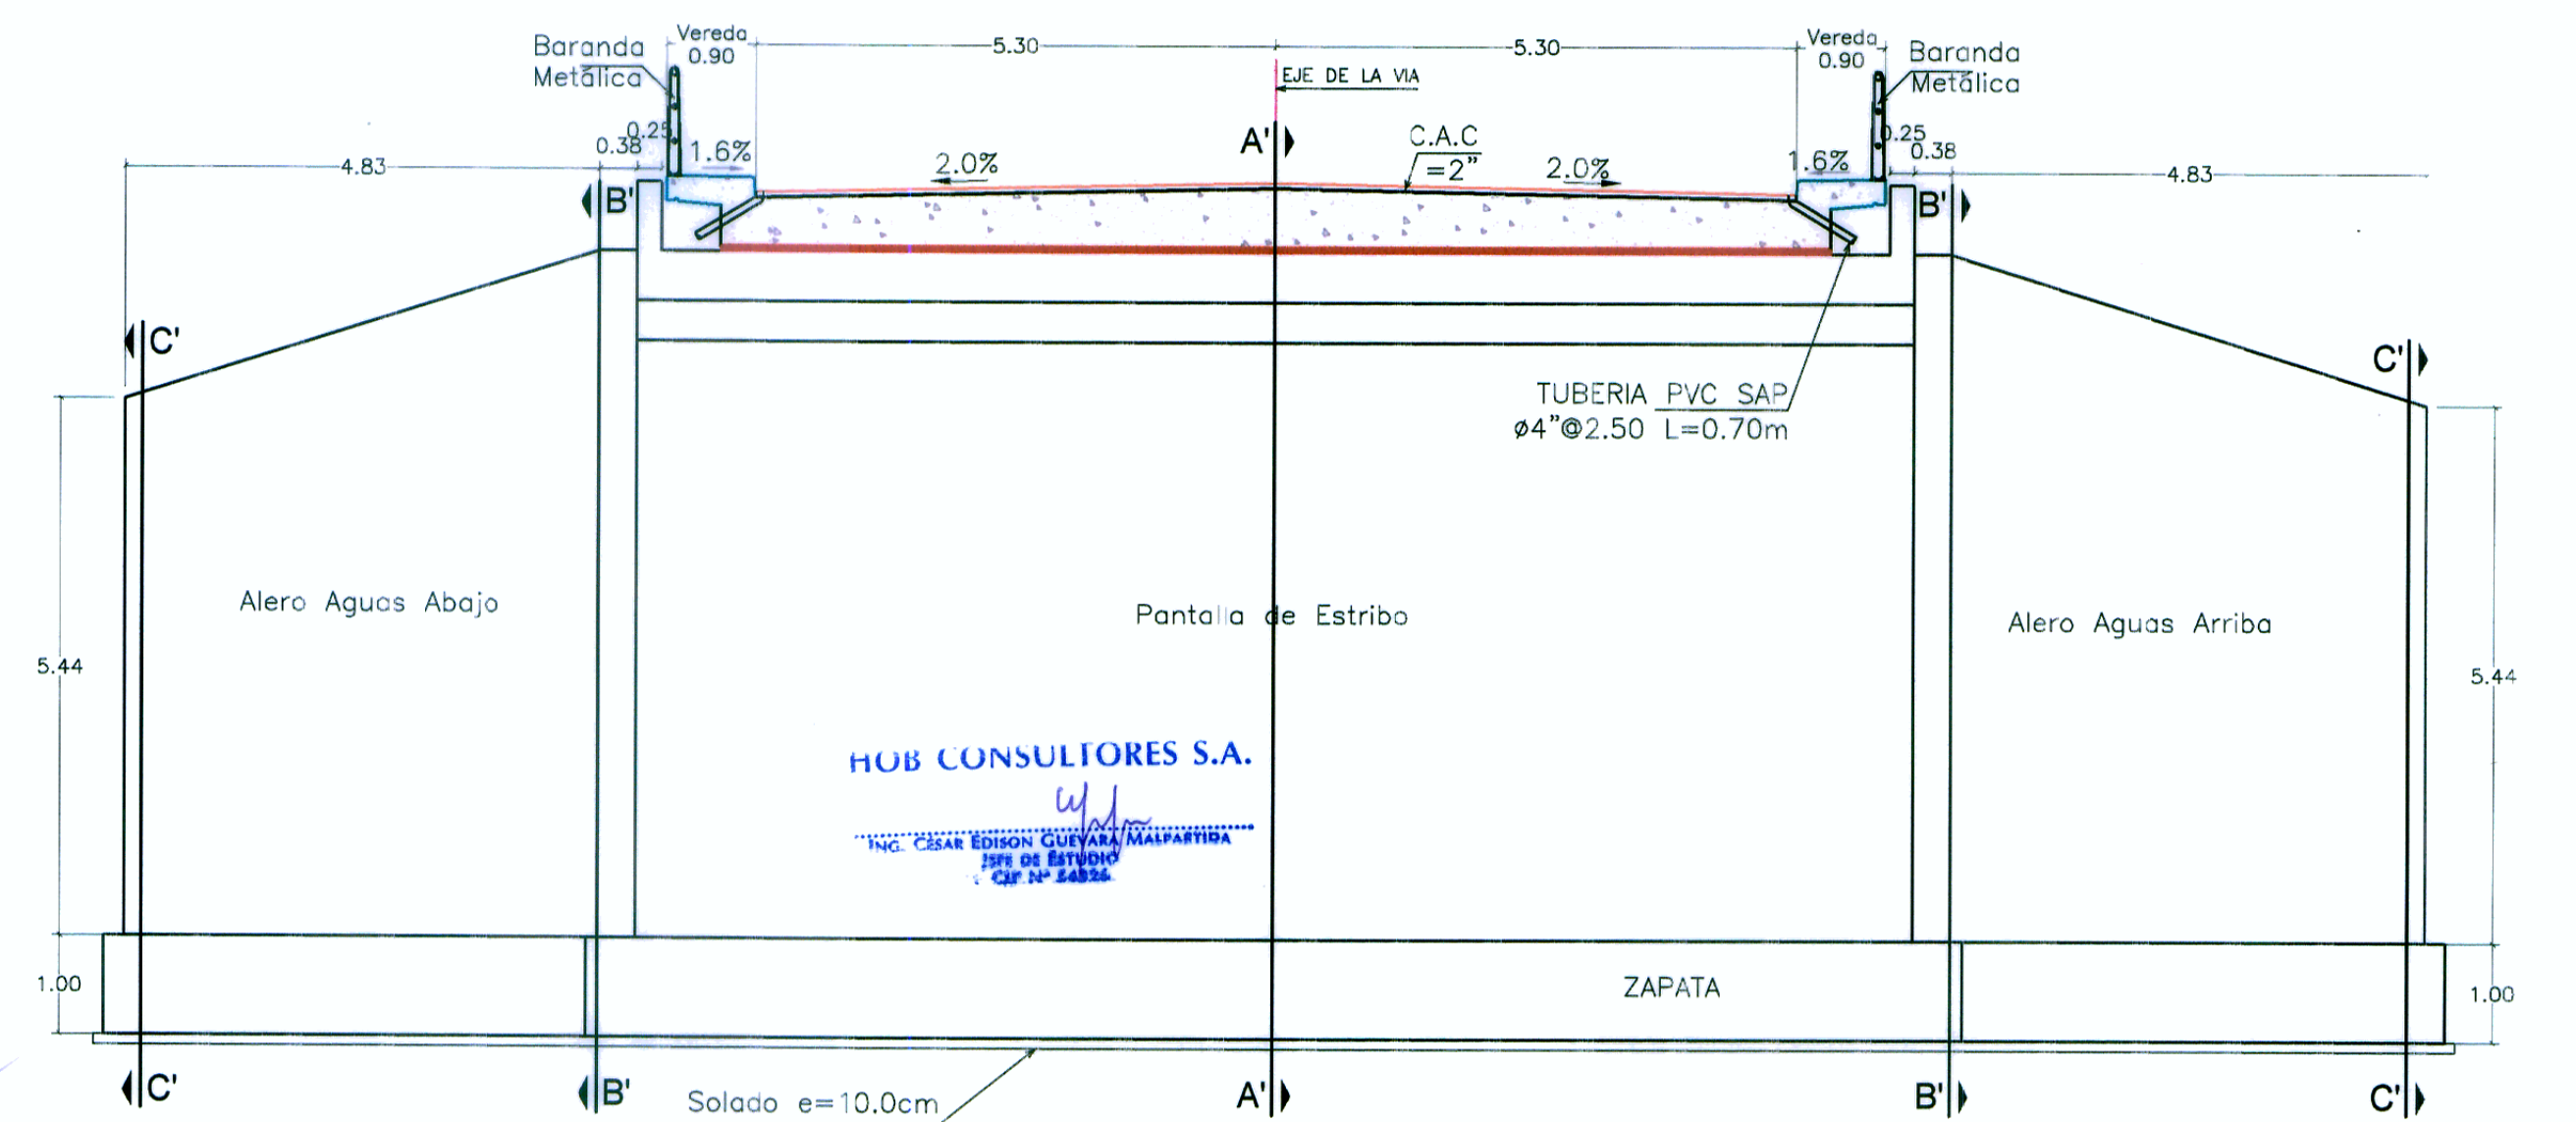 Baranda
Metálica
Vereda
0.90
5.30
5.30
Vereda
0.90
Baranda
Metálica
EJE DE LA VIA
4.83
0.38
0.25
1.6%
2.0%
A'
C.A.C
=2"
2.0%
1.6%
0.25
0.38
4.83
B'
B'
C'
C'
TUBERIA PVC SAP
ø4"@2.50 L=0.70m
Alero Aguas Abajo
Pantalla de Estribo
Alero Aguas Arriba
5.44
5.44
HOB CONSULTORES S.A.
ING. CÉSAR EDISON GUEVARA MALPARTIDA
JEFE DE ESTUDIO
CIP. Nº
1.00
ZAPATA
1.00
C'
B'
Solado e=10.0cm
A'
B'
C'